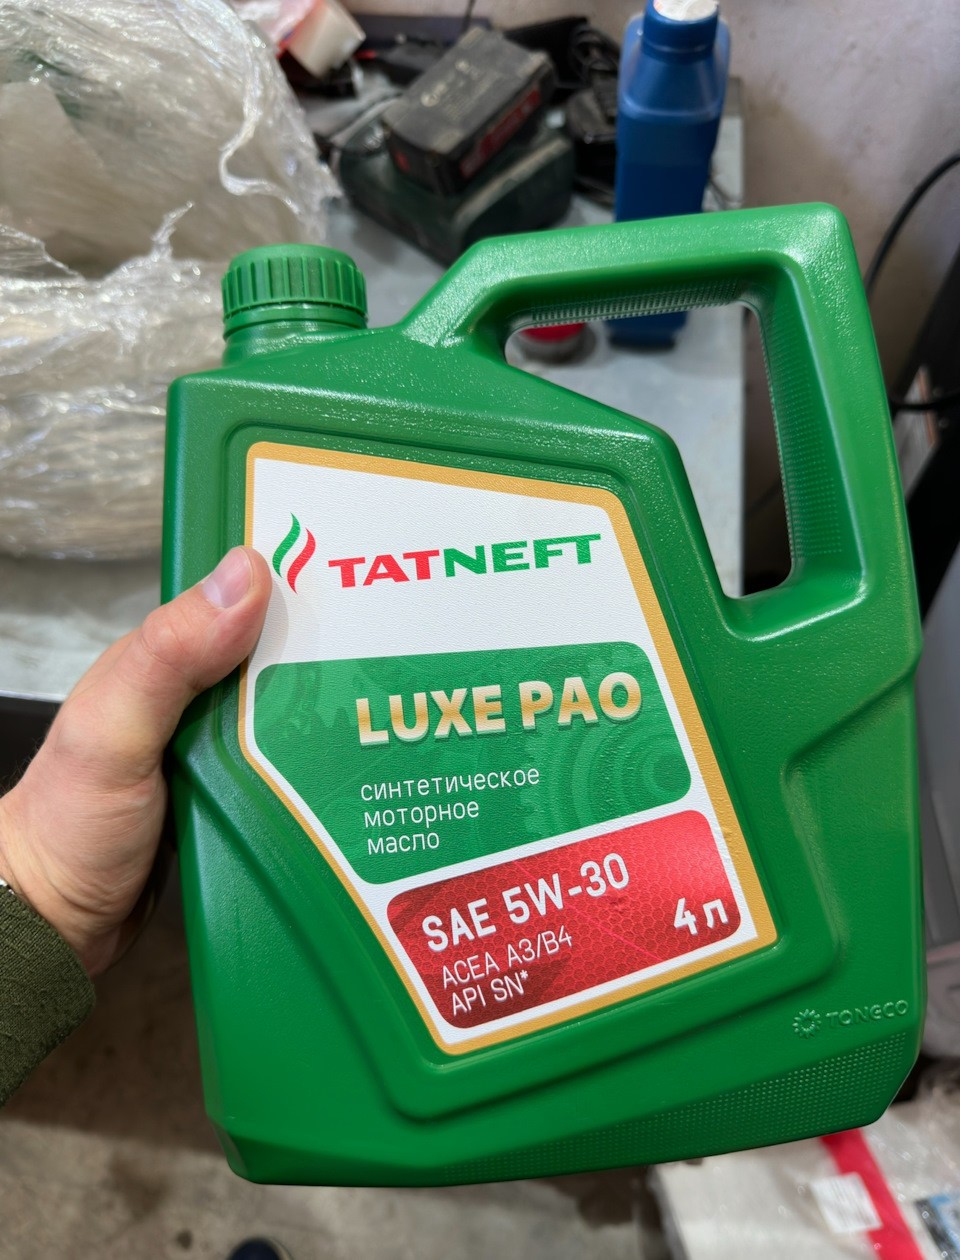 TATNEFT
LUXE PAO
синтетическое
моторное
масло
SAE 5W-30
ACEA A3/B4
API SN*
4 л
TONGCO